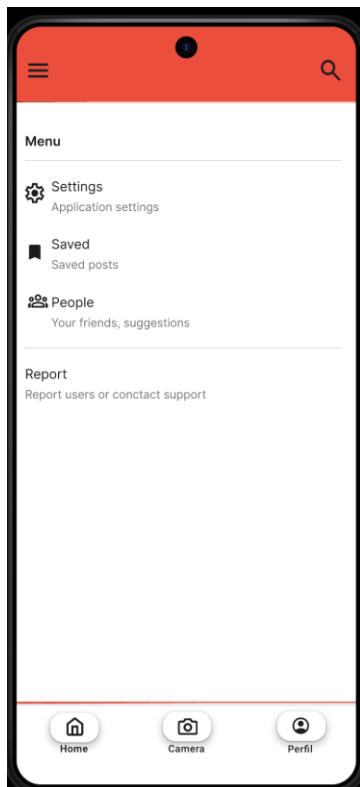 Menu
Settings
Application settings
Saved
Saved posts
People
Your friends, suggestions
Report
Report users or conctact support
Home
Camera
Perfil